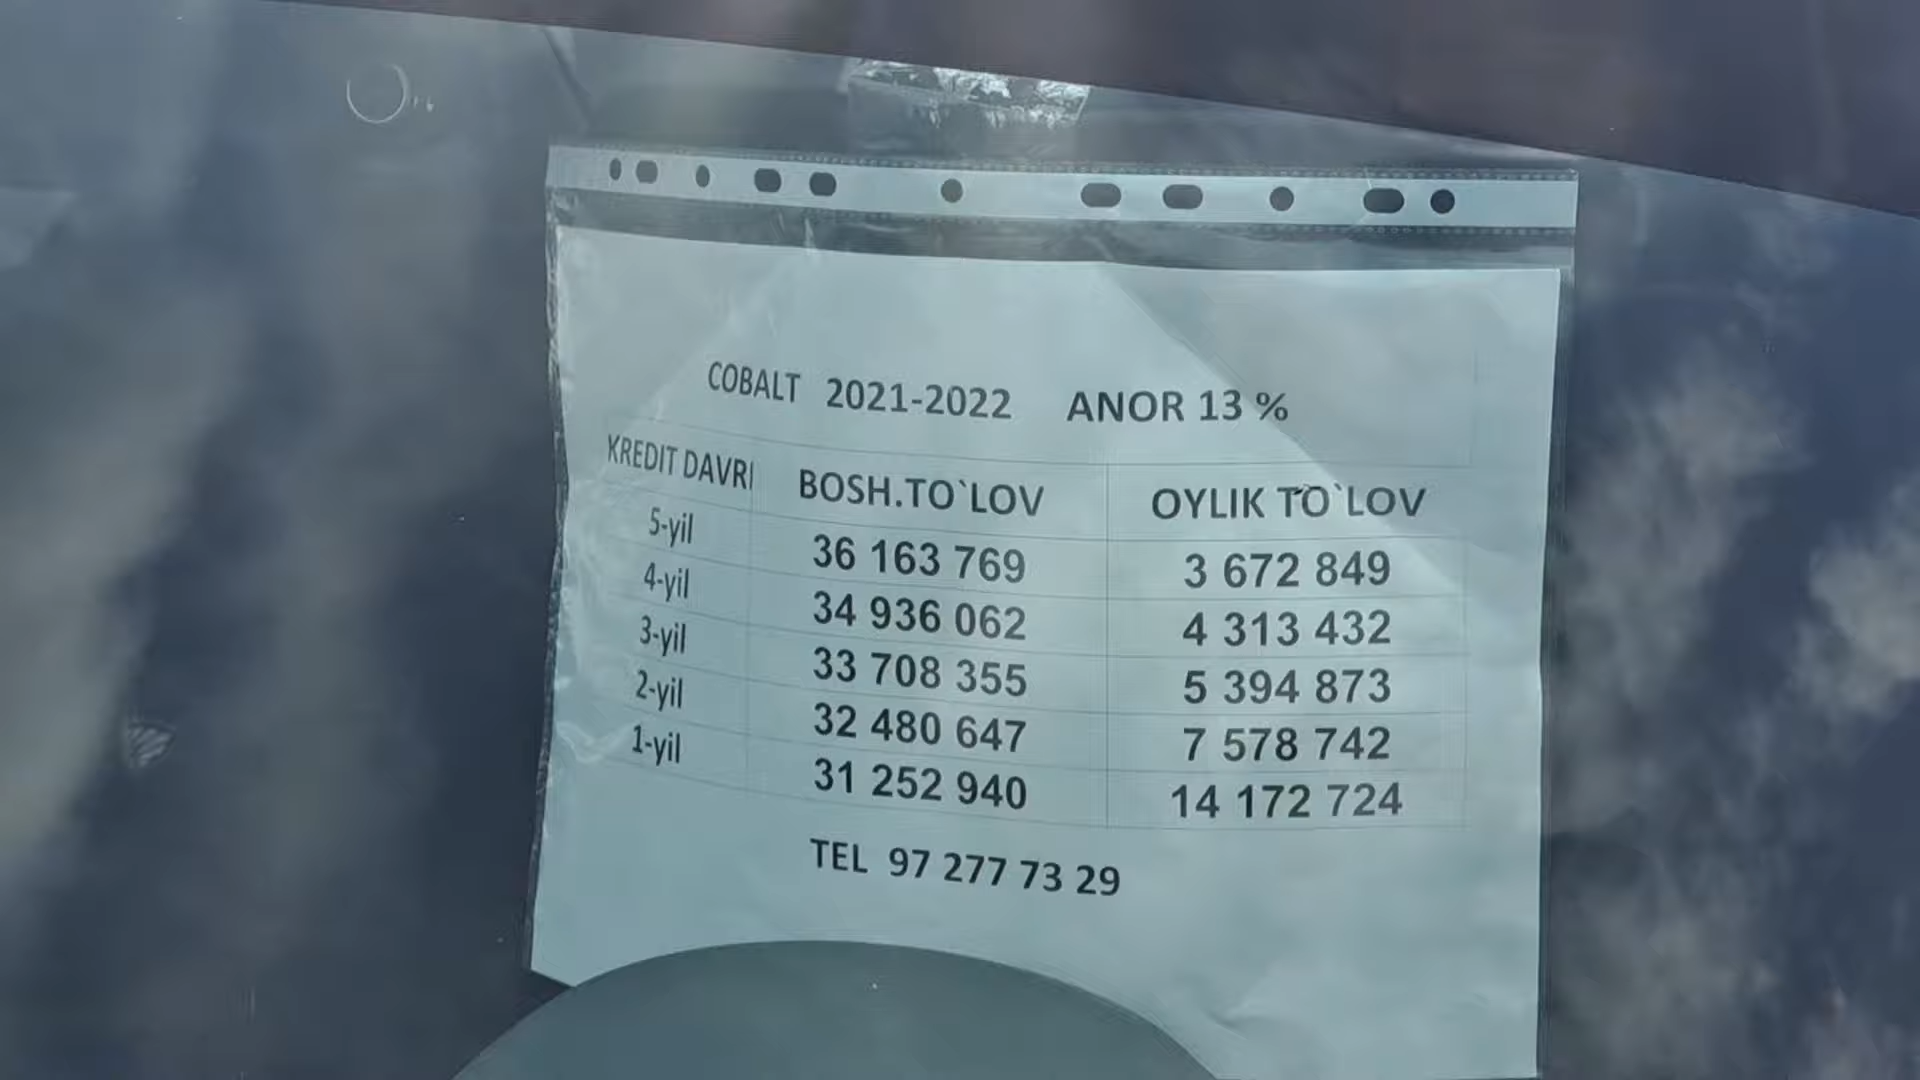 COBALT 2021-2022 ANOR 13 %
KREDIT DAVRI BOSH.TO`LOV OYLIK TO`LOV
5-yil 36 163 769 3 672 849
4-yil 34 936 062 4 313 432
3-yil 33 708 355 5 394 873
2-yil 32 480 647 7 578 742
1-yil 31 252 940 14 172 724
TEL 97 277 73 29